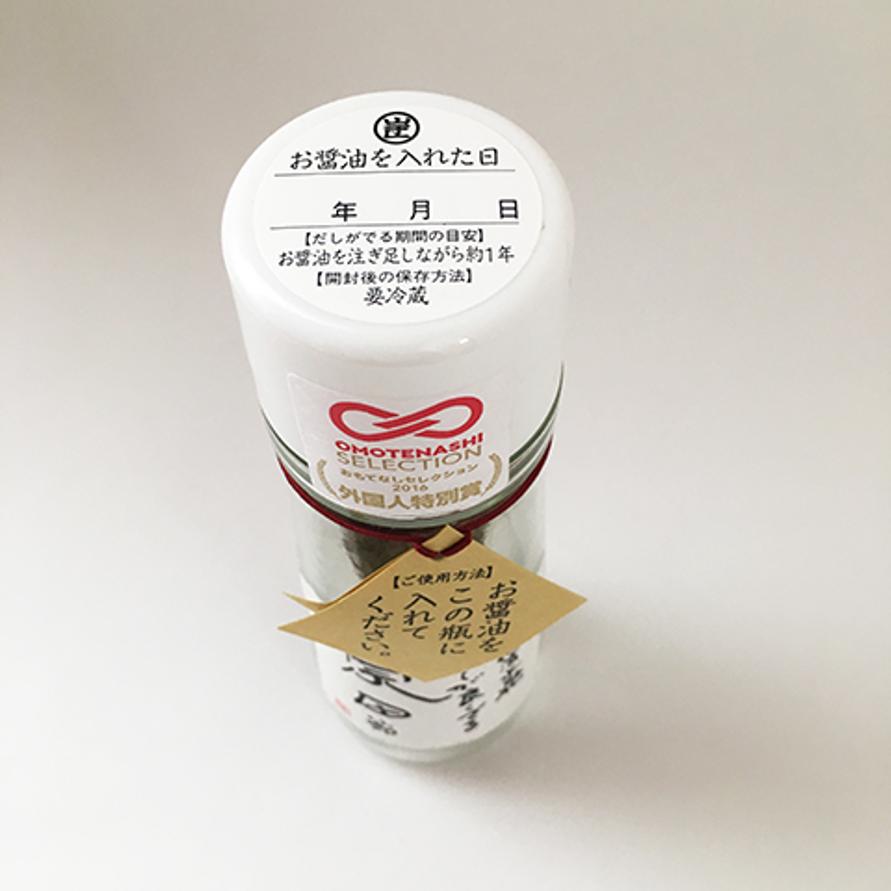 お醤油を入れた日
年 月 日
【だしがでる期間の目安】
お醤油を注ぎ足しながら約1年
【開封後の保存方法】
要冷蔵
OMOTENASHI
SELECTION
おもてなしセレクション
2016
外国人特別賞
【ご使用方法】
お醤油を
この瓶に
入れて
ください。